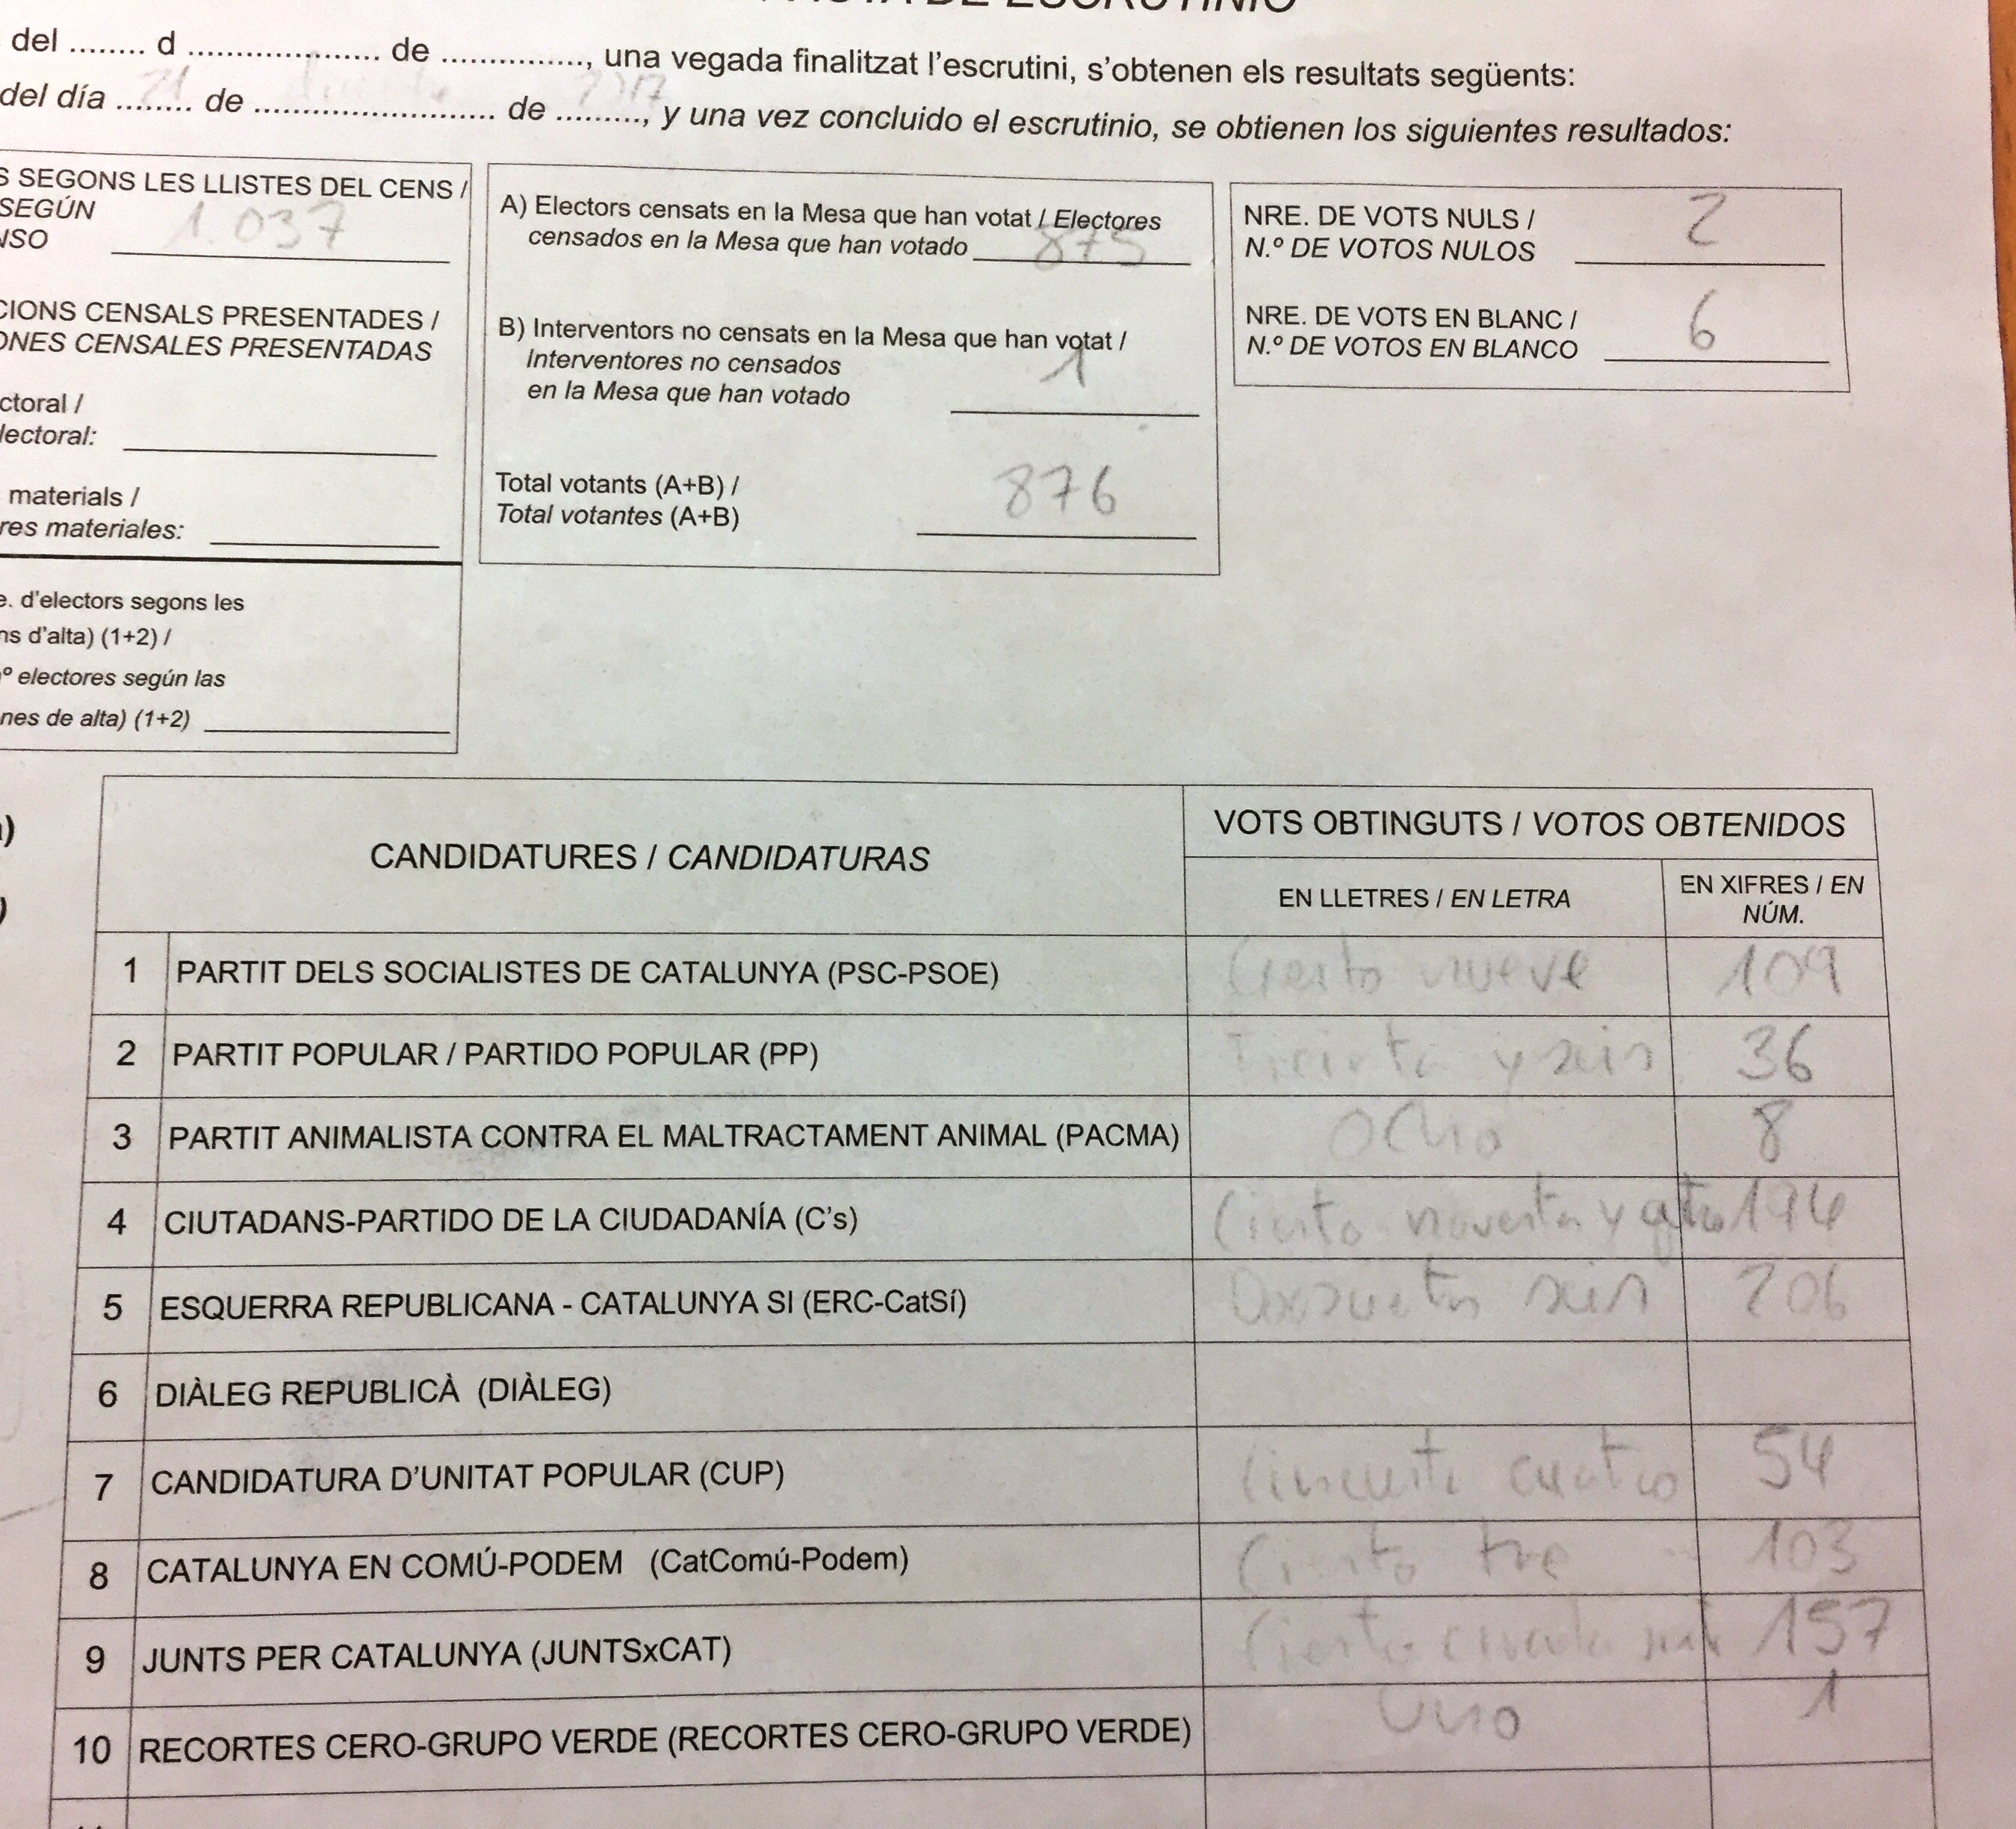 ACTA DE ESCRUTINIO
del ........ d .................... de ..............., una vegada finalitzat l'escrutini, s'obtenen els resultats següents:
del día 21 de ......................... de 2017, y una vez concluido el escrutinio, se obtienen los siguientes resultados:
S SEGONS LES LLISTES DEL CENS /
SEGÚN
NSO 1.037
CIONS CENSALS PRESENTADES /
ONES CENSALES PRESENTADAS
ctoral /
lectoral:
materials /
res materiales:
e. d'electors segons les
ns d'alta) (1+2) /
º electores según las
nes de alta) (1+2)
A) Electors censats en la Mesa que han votat / Electores
censados en la Mesa que han votado 875
B) Interventors no censats en la Mesa que han votat /
Interventores no censados
en la Mesa que han votado 1
Total votants (A+B) /
Total votantes (A+B) 876
NRE. DE VOTS NULS /
N.º DE VOTOS NULOS 2
NRE. DE VOTS EN BLANC /
N.º DE VOTOS EN BLANCO 6
CANDIDATURES / CANDIDATURAS
VOTS OBTINGUTS / VOTOS OBTENIDOS
EN LLETRES / EN LETRA
EN XIFRES / EN
NÚM.
1 PARTIT DELS SOCIALISTES DE CATALUNYA (PSC-PSOE) Ciento nueve 109
2 PARTIT POPULAR / PARTIDO POPULAR (PP) Treinta y seis 36
3 PARTIT ANIMALISTA CONTRA EL MALTRACTAMENT ANIMAL (PACMA) Ocho 8
4 CIUTADANS-PARTIDO DE LA CIUDADANÍA (C's) Ciento noventa y 194
5 ESQUERRA REPUBLICANA - CATALUNYA SI (ERC-CatSí) seis 206
6 DIÀLEG REPUBLICÀ (DIÀLEG)
7 CANDIDATURA D'UNITAT POPULAR (CUP) cuatro 54
8 CATALUNYA EN COMÚ-PODEM (CatComú-Podem) Ciento tre 103
9 JUNTS PER CATALUNYA (JUNTSxCAT) Ciento 157
10 RECORTES CERO-GRUPO VERDE (RECORTES CERO-GRUPO VERDE) Uno 1